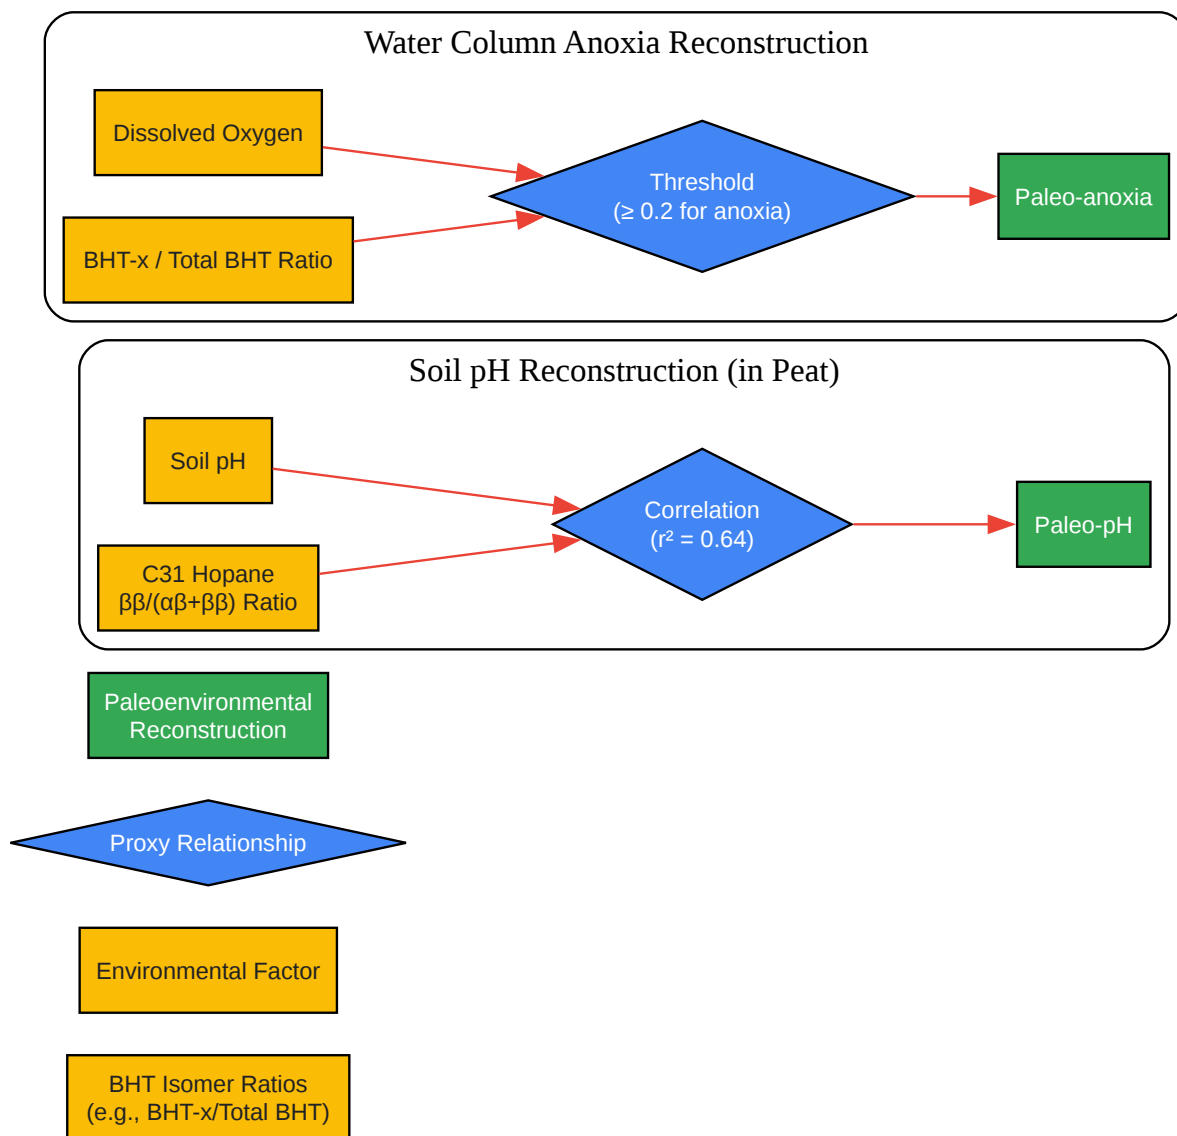 Water Column Anoxia Reconstruction
Dissolved Oxygen
BHT-x / Total BHT Ratio
Threshold
(≥ 0.2 for anoxia)
Paleo-anoxia
Soil pH Reconstruction (in Peat)
Soil pH
C31 Hopane
ββ/(αβ+ββ) Ratio
Correlation
(r² = 0.64)
Paleo-pH
Paleoenvironmental
Reconstruction
Proxy Relationship
Environmental Factor
BHT Isomer Ratios
(e.g., BHT-x/Total BHT)